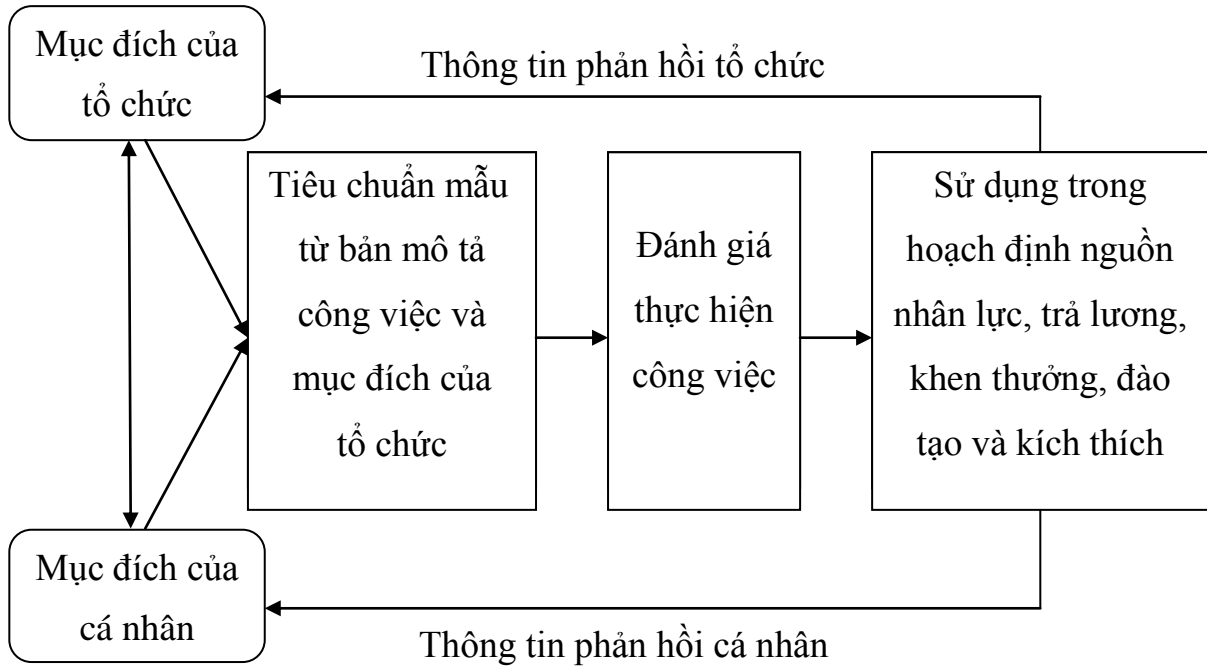 Mục đích của
tổ chức
Thông tin phản hồi tổ chức
Tiêu chuẩn mẫu
từ bản mô tả
công việc và
mục đích của
tổ chức
Đánh giá
thực hiện
công việc
Sử dụng trong
hoạch định nguồn
nhân lực, trả lương,
khen thưởng, đào
tạo và kích thích
Mục đích của
cá nhân
Thông tin phản hồi cá nhân